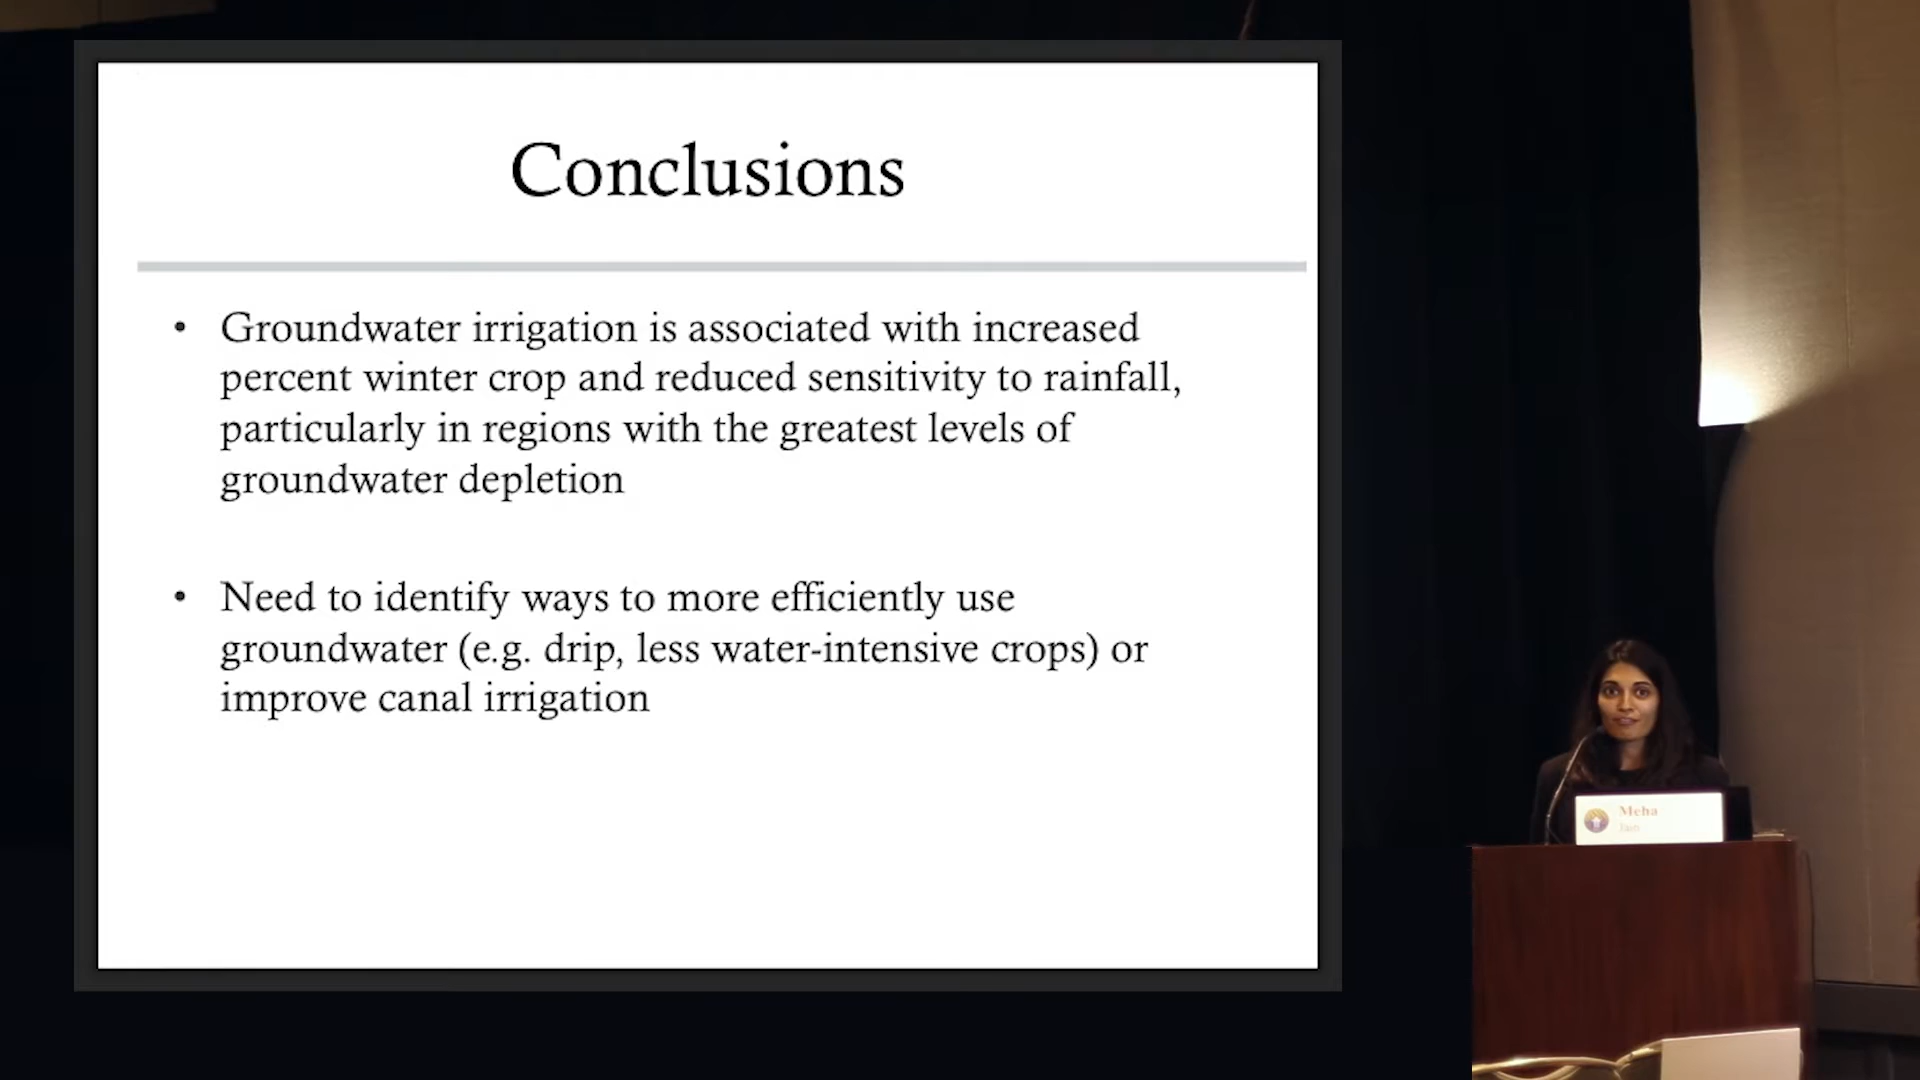 Conclusions
• Groundwater irrigation is associated with increased
percent winter crop and reduced sensitivity to rainfall,
particularly in regions with the greatest levels of
groundwater depletion
• Need to identify ways to more efficiently use
groundwater (e.g. drip, less water-intensive crops) or
improve canal irrigation
Meha
Jain